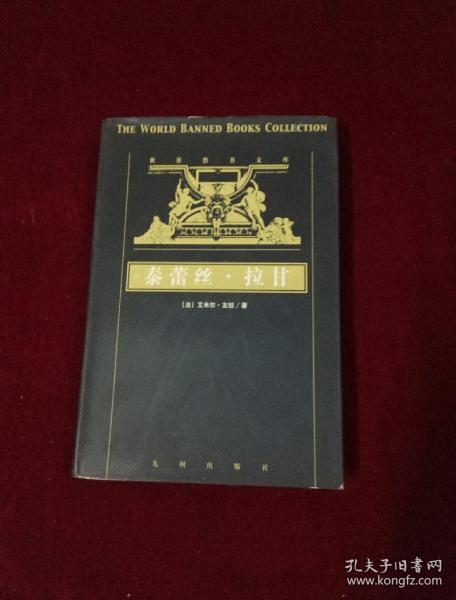 THE WORLD BANNED BOOKS COLLECTION
世界禁书文库
泰蕾丝·拉甘
[法] 艾米尔·左拉/著
九州出版社
孔夫子旧书网
www.kongfz.com